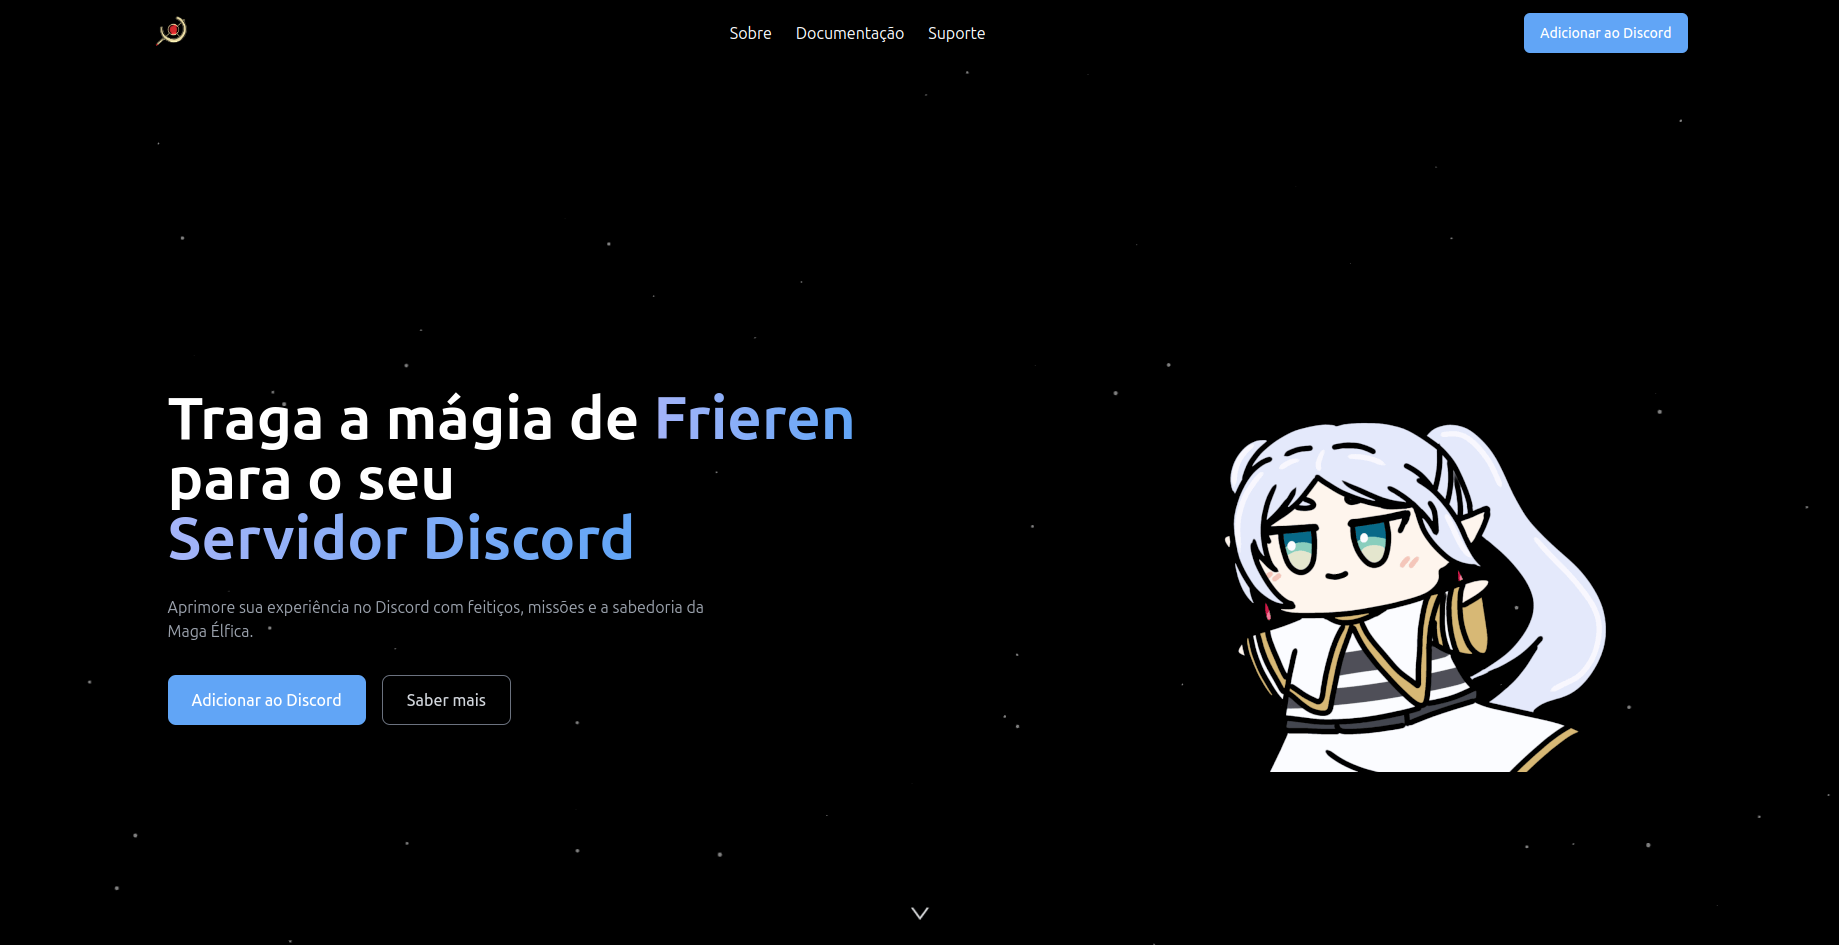 Sobre Documentação Suporte Adicionar ao Discord
Traga a mágia de Frieren
para o seu
Servidor Discord
Aprimore sua experiência no Discord com feitiços, missões e a sabedoria da
Maga Élfica.
Adicionar ao Discord Saber mais